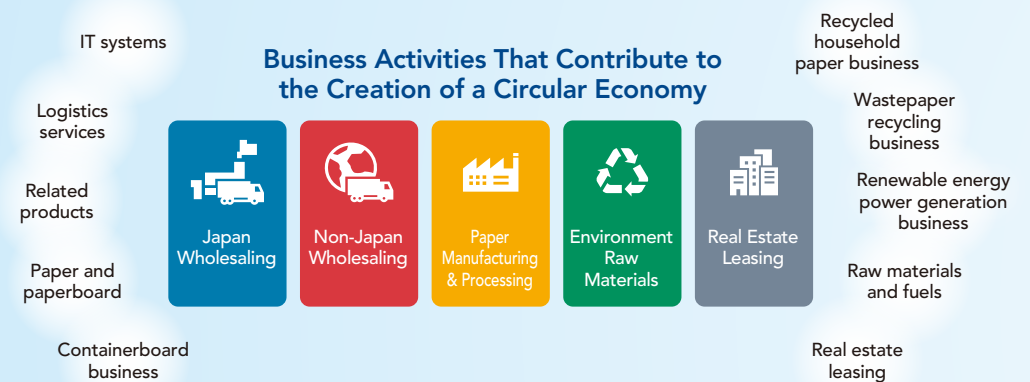 Business Activities That Contribute to
the Creation of a Circular Economy
IT systems
Logistics
services
Related
products
Paper and
paperboard
Containerboard
business
Japan
Wholesaling
Non-Japan
Wholesaling
Paper
Manufacturing
& Processing
Environment
Raw
Materials
Real Estate
Leasing
Recycled
household
paper business
Wastepaper
recycling
business
Renewable energy
power generation
business
Raw materials
and fuels
Real estate
leasing